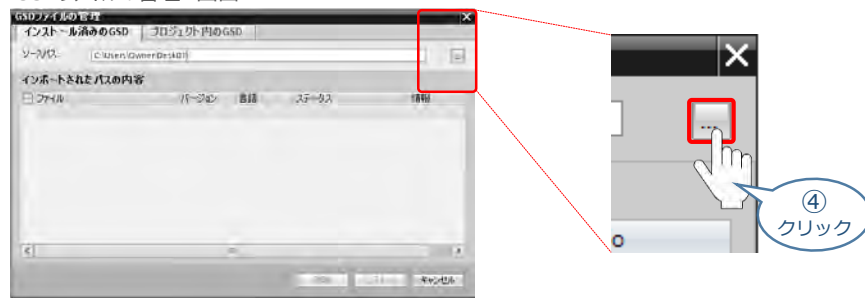 GSDファイルの管理
インストール済みのGSD プロジェクト内のGSD
ソースパス
インポートされたパスの内容
ファイル バージョン 言語 ステータス 情報
キャンセル
...
④
クリック